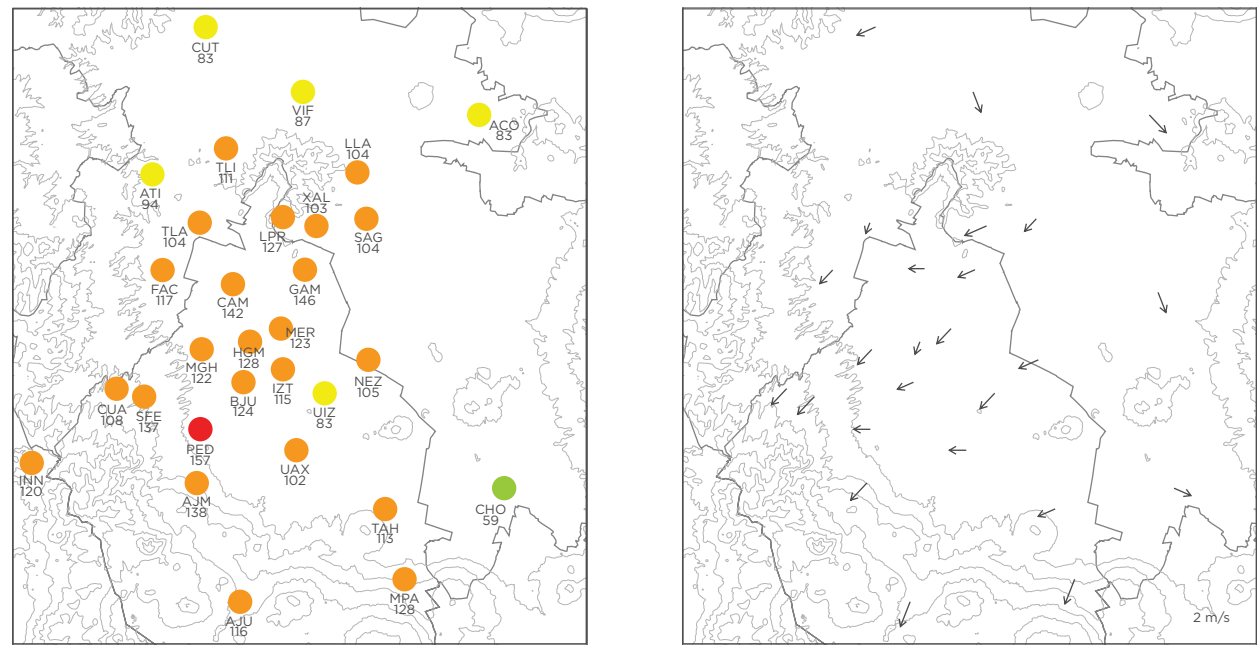 CUT
83
VIF
87
ACO
83
TLI
111
LLA
104
ATI
94
XAL
103
TLA
104
LPR
127
SAG
104
FAC
117
CAM
142
GAM
146
MER
123
HGM
128
MGH
122
IZT
115
NEZ
105
BJU
124
UIZ
83
CUA
108
SFE
137
PED
157
UAX
102
INN
120
AJM
138
CHO
59
TAH
113
MPA
128
AJU
116
2 m/s